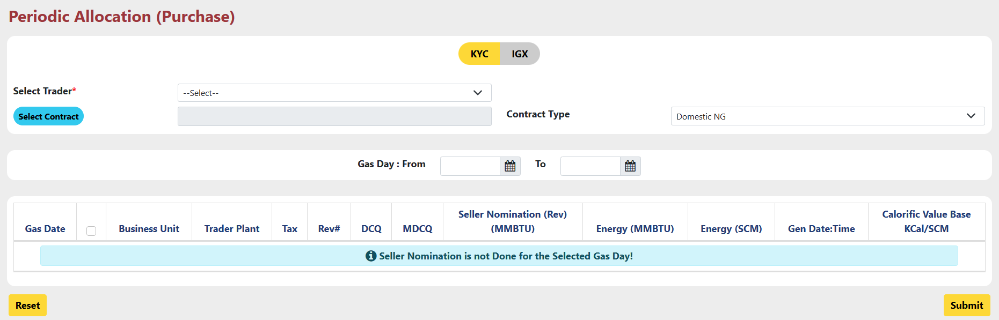 Periodic Allocation (Purchase)
KYC IGX
Select Trader* --Select--
Select Contract Contract Type Domestic NG
Gas Day : From To
Seller Nomination (Rev) Calorific Value Base
Gas Date Business Unit Trader Plant Tax Rev# DCQ MDCQ (MMBTU) Energy (MMBTU) Energy (SCM) Gen Date:Time KCal/SCM
Seller Nomination is not Done for the Selected Gas Day!
Reset Submit